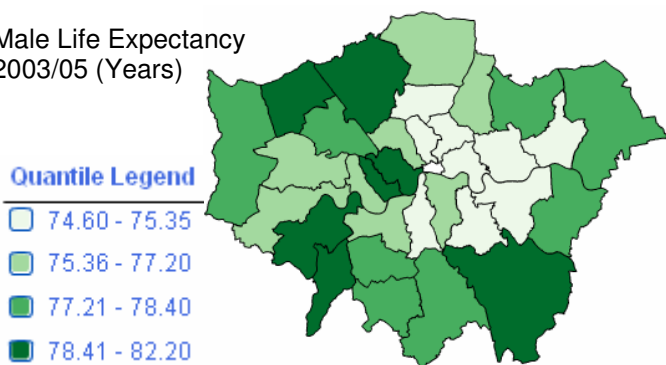 Male Life Expectancy
2003/05 (Years)
Quantile Legend
74.60 - 75.35
75.36 - 77.20
77.21 - 78.40
78.41 - 82.20